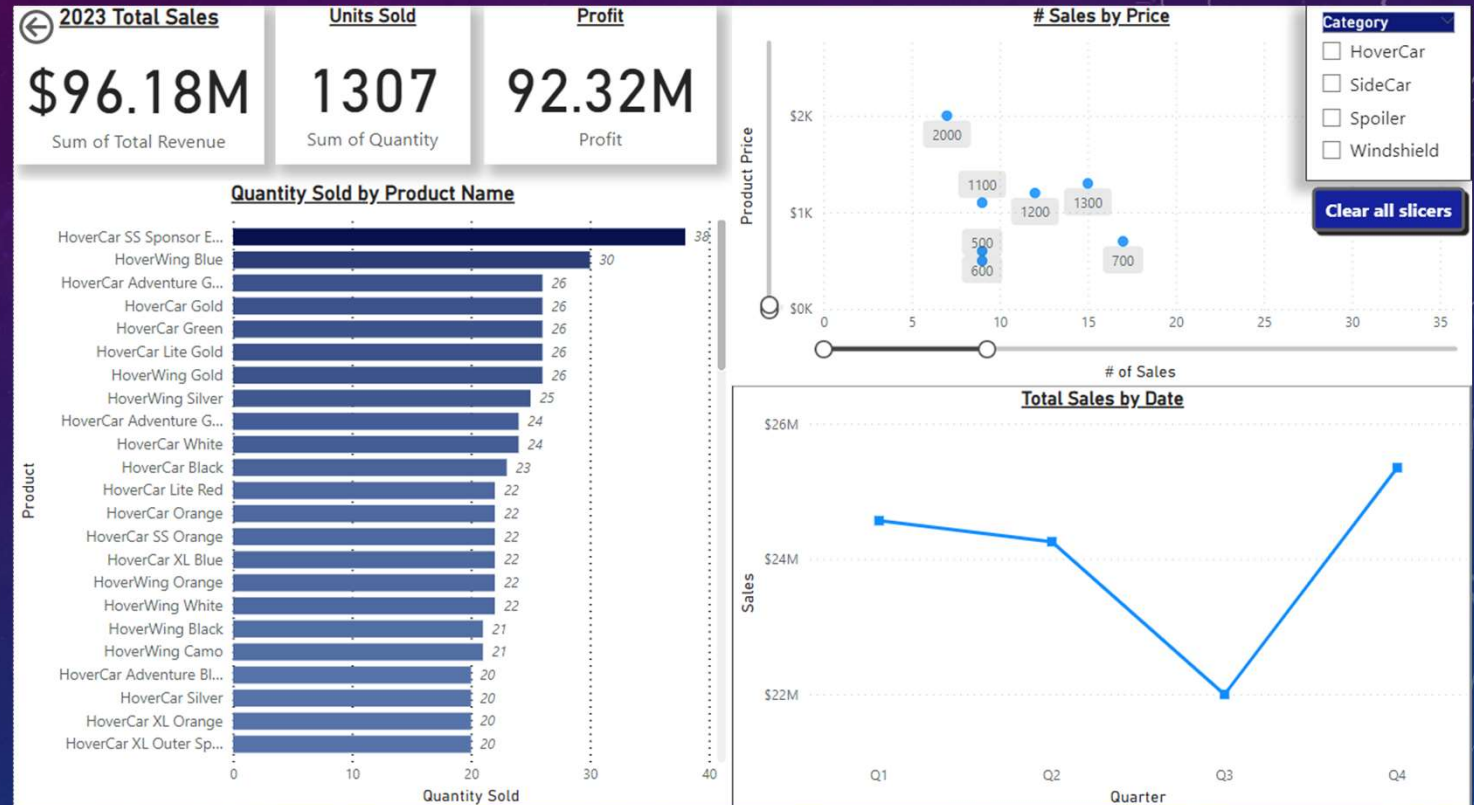 2023 Total Sales
$96.18M
Sum of Total Revenue
Units Sold
1307
Sum of Quantity
Profit
92.32M
Profit
Quantity Sold by Product Name
Product
HoverCar SS Sponsor E... 38
HoverWing Blue 30
HoverCar Adventure G... 26
HoverCar Gold 26
HoverCar Green 26
HoverCar Lite Gold 26
HoverWing Gold 26
HoverWing Silver 25
HoverCar Adventure G... 24
HoverCar White 24
HoverCar Black 23
HoverCar Lite Red 22
HoverCar Orange 22
HoverCar SS Orange 22
HoverCar XL Blue 22
HoverWing Orange 22
HoverWing White 22
HoverWing Black 21
HoverWing Camo 21
HoverCar Adventure Bl... 20
HoverCar Silver 20
HoverCar XL Orange 20
HoverCar XL Outer Sp... 20
0 10 20 30 40
Quantity Sold
# Sales by Price
Product Price
$2K
$1K
$0K
2000
1100
1200
1300
500
600
700
0 5 10 15 20 25 30 35
# of Sales
Category
HoverCar
SideCar
Spoiler
Windshield
Clear all slicers
Total Sales by Date
Sales
$26M
$24M
$22M
Q1 Q2 Q3 Q4
Quarter